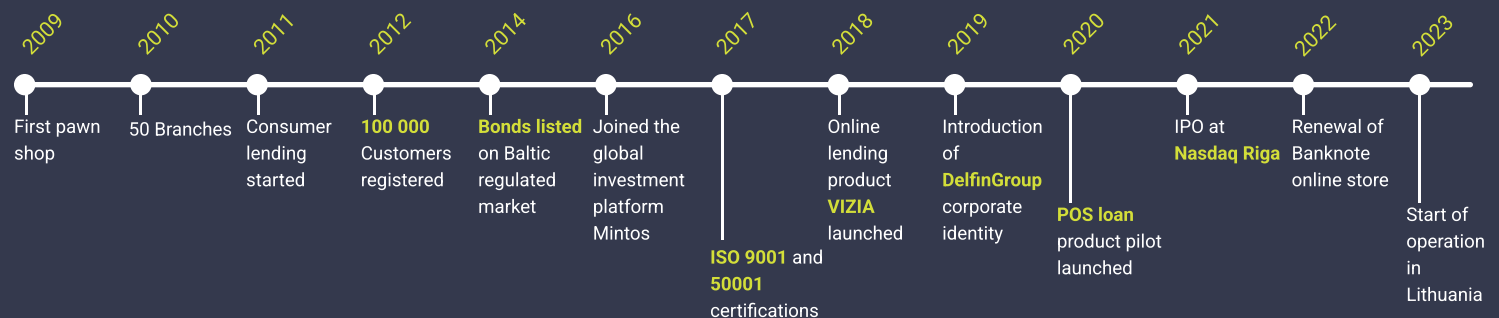 2009
2010
2011
2012
2014
2016
2017
2018
2019
2020
2021
2022
2023
First pawn
shop
50 Branches
Consumer
lending
started
100 000
Customers
registered
Bonds listed
on Baltic
regulated
market
Joined the
global
investment
platform
Mintos
ISO 9001 and
50001
certifications
Online
lending
product
VIZIA
launched
Introduction
of
DelfinGroup
corporate
identity
POS loan
product pilot
launched
IPO at
Nasdaq Riga
Renewal of
Banknote
online store
Start of
operation
in
Lithuania